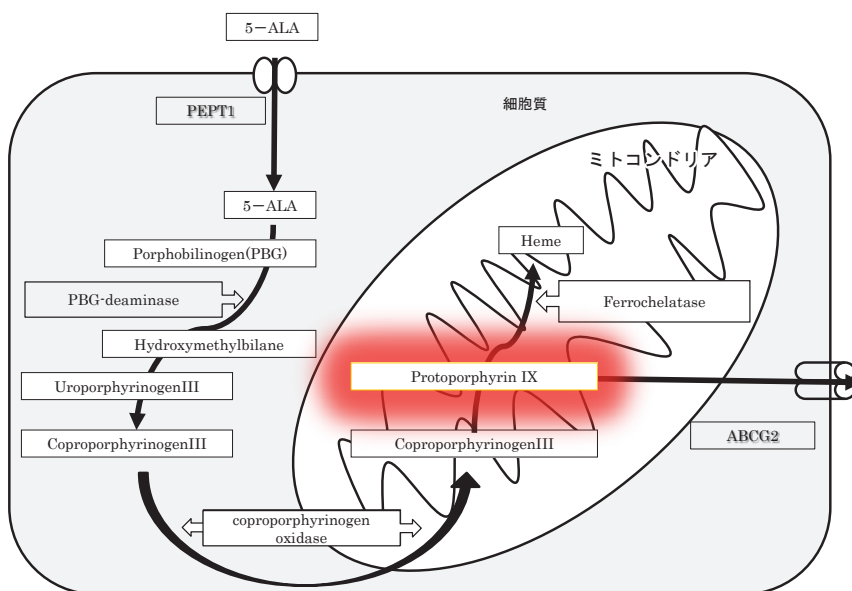 5－ALA
PEPT1
細胞質
ミトコンドリア
5－ALA
Porphobilinogen(PBG)
Heme
PBG-deaminase
Ferrochelatase
Hydroxymethylbilane
UroporphyrinogenIII
Protoporphyrin IX
CoproporphyrinogenIII
CoproporphyrinogenIII
ABCG2
coproporphyrinogen
oxidase